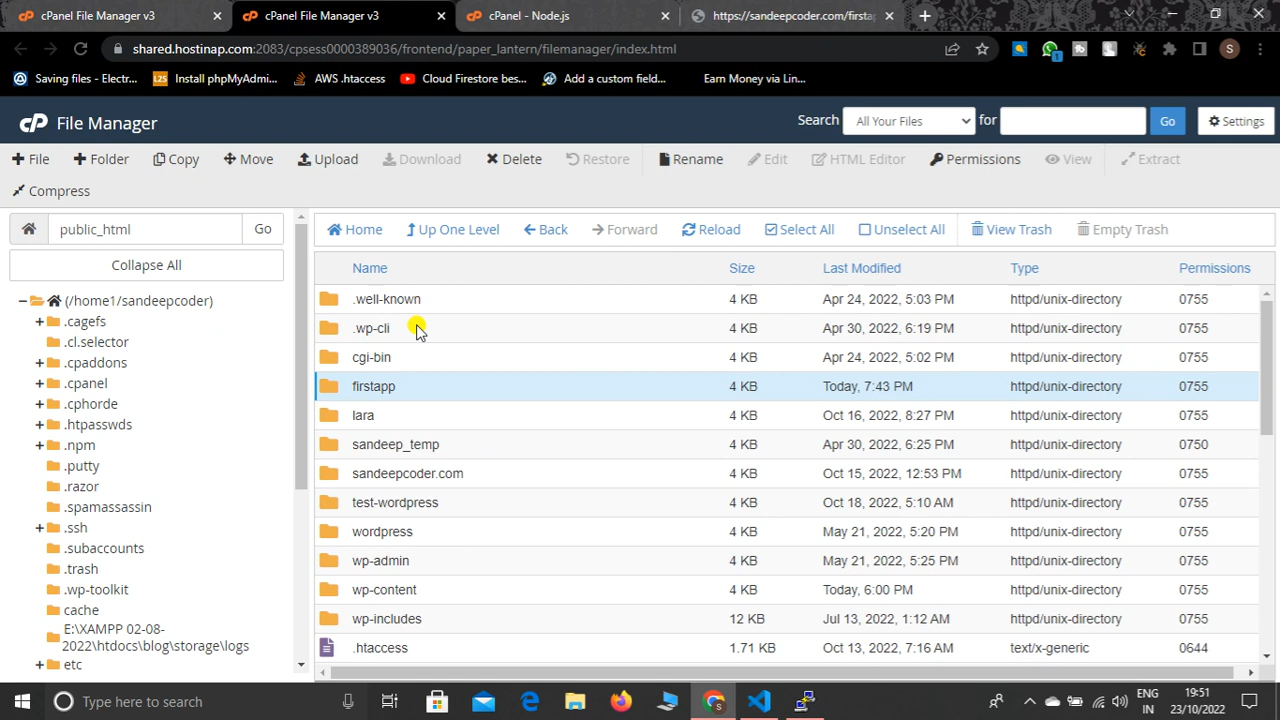 cPanel File Manager v3
cPanel File Manager v3
cPanel - Node.js
https://sandeepcoder.com/firsta
shared.hostinap.com:2083/cpsess0000389036/frontend/paper_lantern/filemanager/index.html
1
S
Saving files - Electr...
Install phpMyAdmi...
AWS .htaccess
Cloud Firestore bes...
Add a custom field...
Earn Money via Lin...
cP File Manager
Search All Your Files for Go Settings
File Folder Copy Move Upload Download Delete Restore Rename Edit HTML Editor Permissions View Extract
Compress
public_html Go
Collapse All
(/home1/sandeepcoder)
.cagefs
.cl.selector
.cpaddons
.cpanel
.cphorde
.htpasswds
.npm
.putty
.razor
.spamassassin
.ssh
.subaccounts
.trash
.wp-toolkit
cache
E:\XAMPP 02-08-
2022\htdocs\blog\storage\logs
etc
Home Up One Level Back Forward Reload Select All Unselect All View Trash Empty Trash
Name Size Last Modified Type Permissions
.well-known 4 KB Apr 24, 2022, 5:03 PM httpd/unix-directory 0755
.wp-cli 4 KB Apr 30, 2022, 6:19 PM httpd/unix-directory 0755
cgi-bin 4 KB Apr 24, 2022, 5:02 PM httpd/unix-directory 0755
firstapp 4 KB Today, 7:43 PM httpd/unix-directory 0755
lara 4 KB Oct 16, 2022, 8:27 PM httpd/unix-directory 0755
sandeep_temp 4 KB Apr 30, 2022, 6:25 PM httpd/unix-directory 0750
sandeepcoder.com 4 KB Oct 15, 2022, 12:53 PM httpd/unix-directory 0755
test-wordpress 4 KB Oct 18, 2022, 5:10 AM httpd/unix-directory 0755
wordpress 4 KB May 21, 2022, 5:20 PM httpd/unix-directory 0755
wp-admin 4 KB May 21, 2022, 5:25 PM httpd/unix-directory 0755
wp-content 4 KB Today, 6:00 PM httpd/unix-directory 0755
wp-includes 12 KB Jul 13, 2022, 1:12 AM httpd/unix-directory 0755
.htaccess 1.71 KB Oct 13, 2022, 7:16 AM text/x-generic 0644
Type here to search
ENG
IN
19:51
23/10/2022